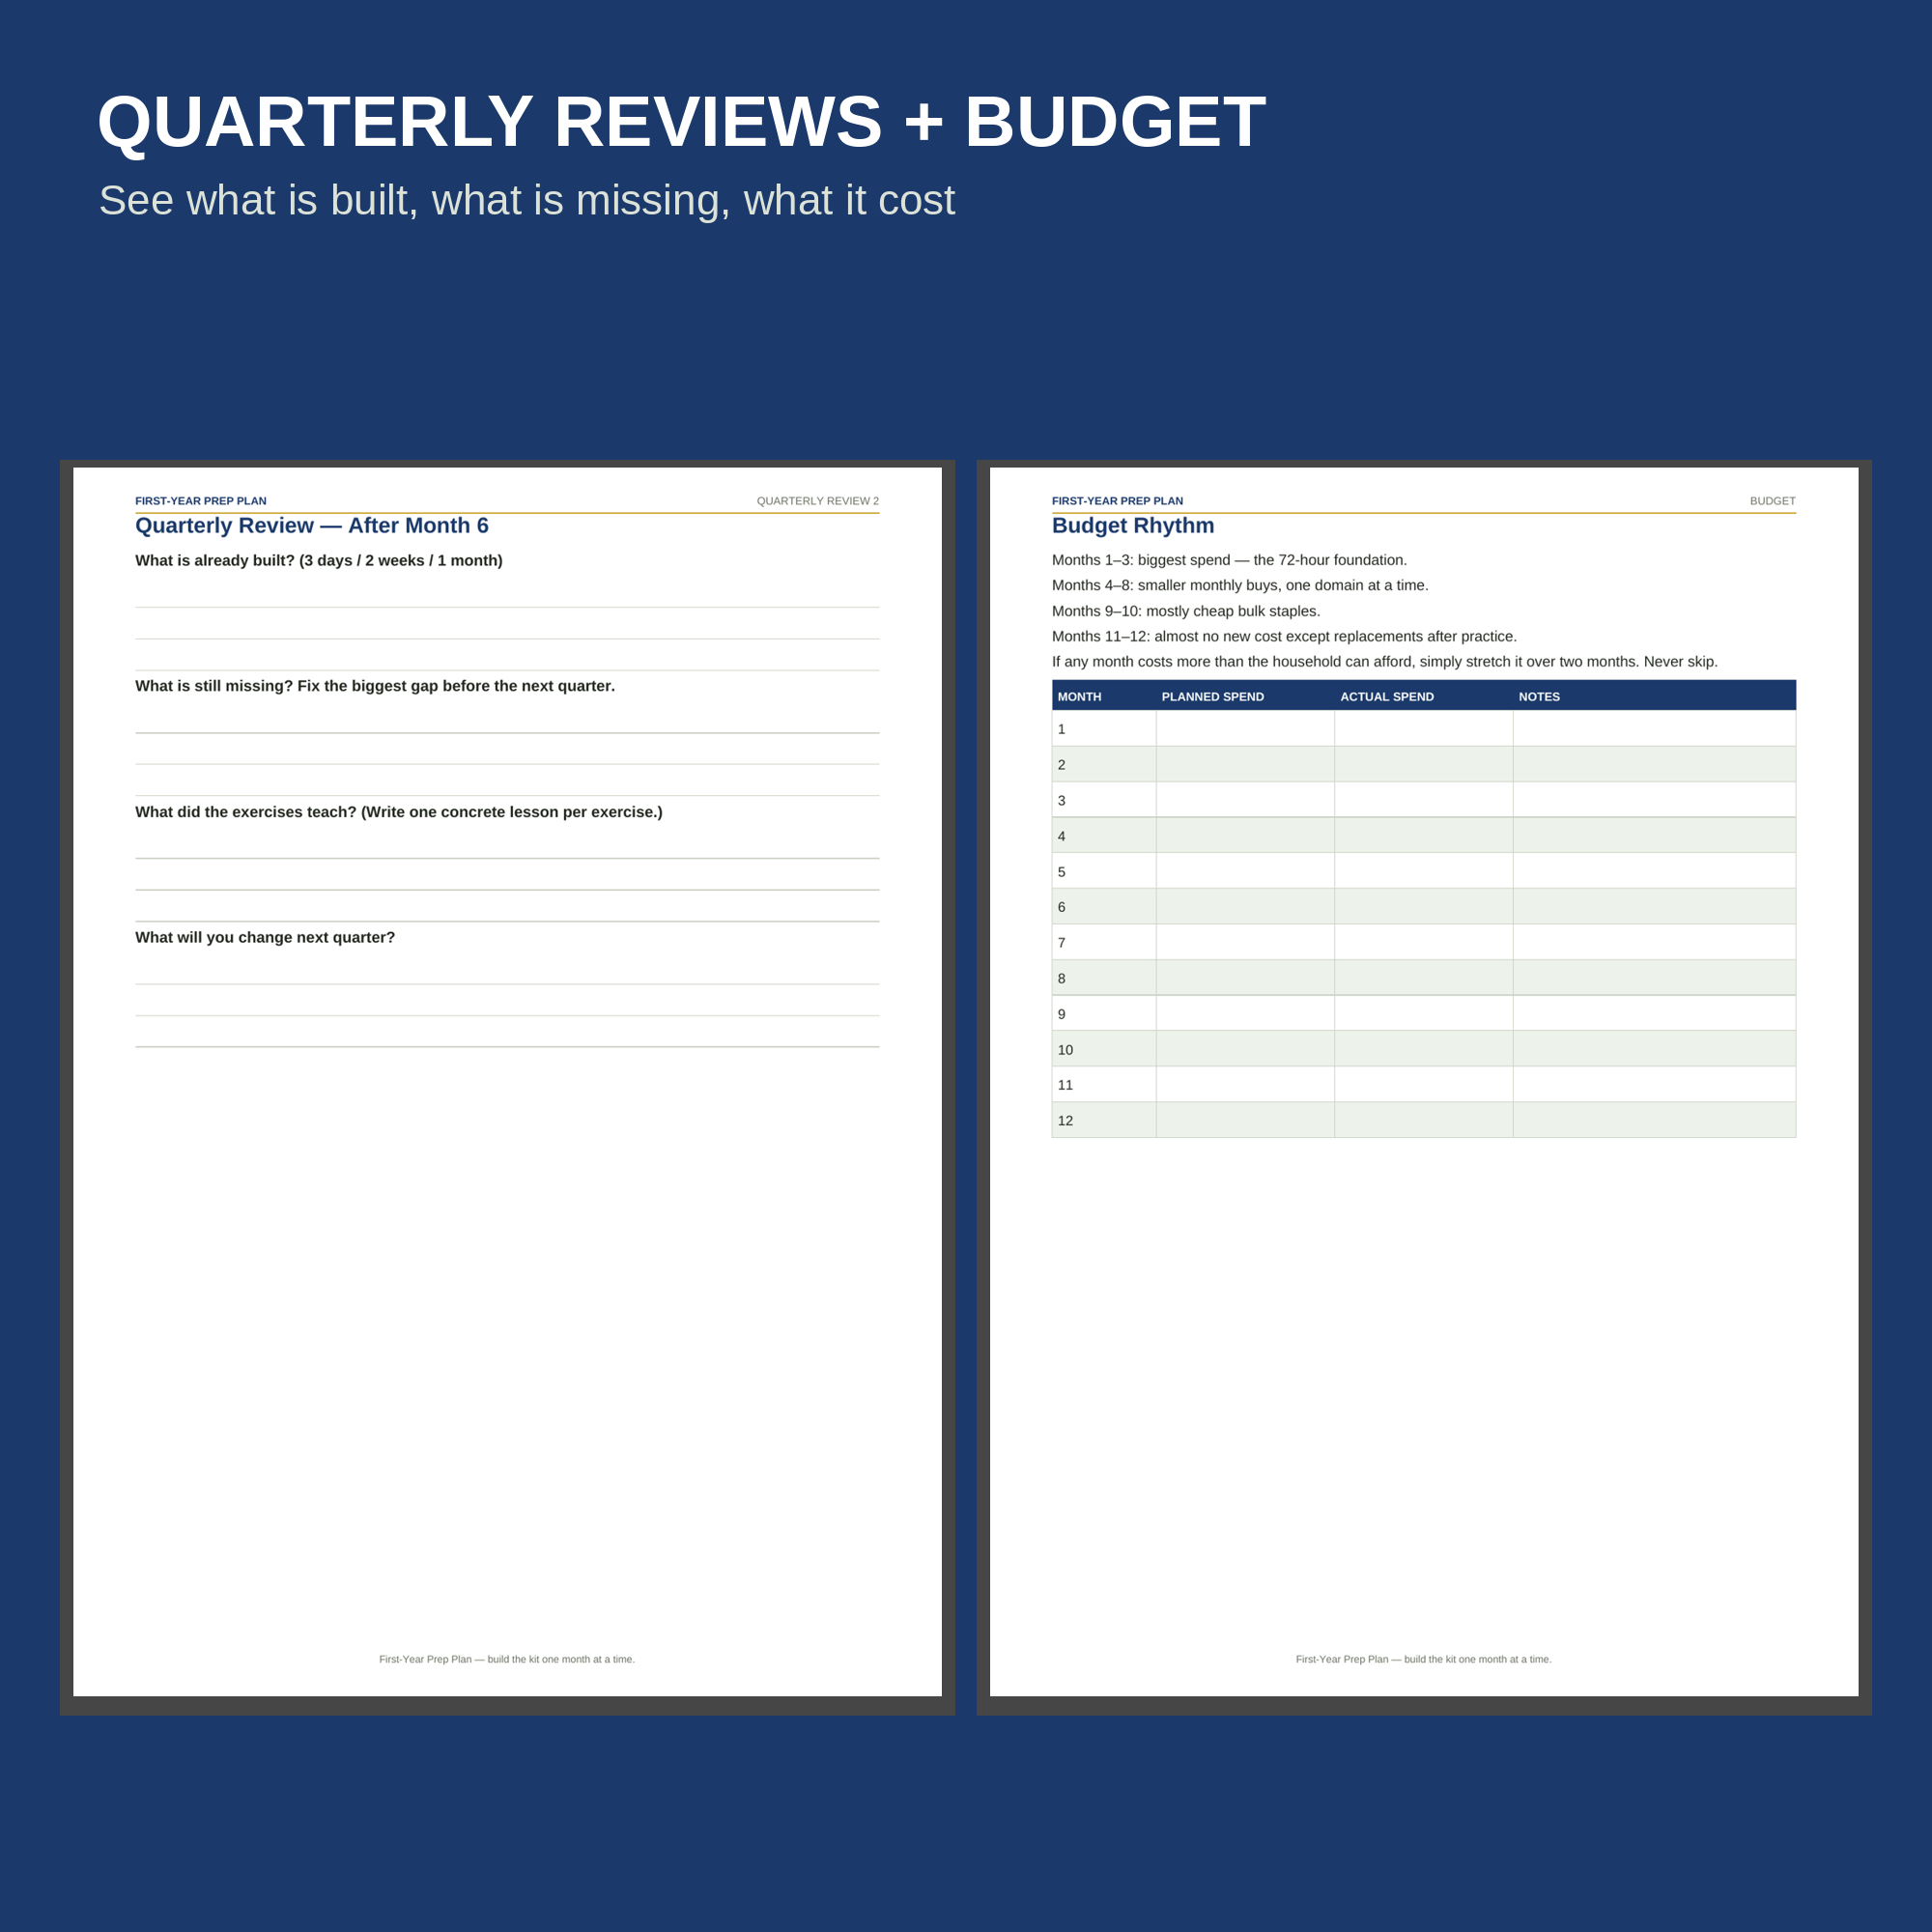 QUARTERLY REVIEWS + BUDGET
See what is built, what is missing, what it cost
FIRST-YEAR PREP PLAN
QUARTERLY REVIEW 2
Quarterly Review — After Month 6
What is already built? (3 days / 2 weeks / 1 month)
What is still missing? Fix the biggest gap before the next quarter.
What did the exercises teach? (Write one concrete lesson per exercise.)
What will you change next quarter?
First-Year Prep Plan — build the kit one month at a time.
FIRST-YEAR PREP PLAN
BUDGET
Budget Rhythm
Months 1–3: biggest spend — the 72-hour foundation.
Months 4–8: smaller monthly buys, one domain at a time.
Months 9–10: mostly cheap bulk staples.
Months 11–12: almost no new cost except replacements after practice.
If any month costs more than the household can afford, simply stretch it over two months. Never skip.
MONTH PLANNED SPEND ACTUAL SPEND NOTES
1
2
3
4
5
6
7
8
9
10
11
12
First-Year Prep Plan — build the kit one month at a time.